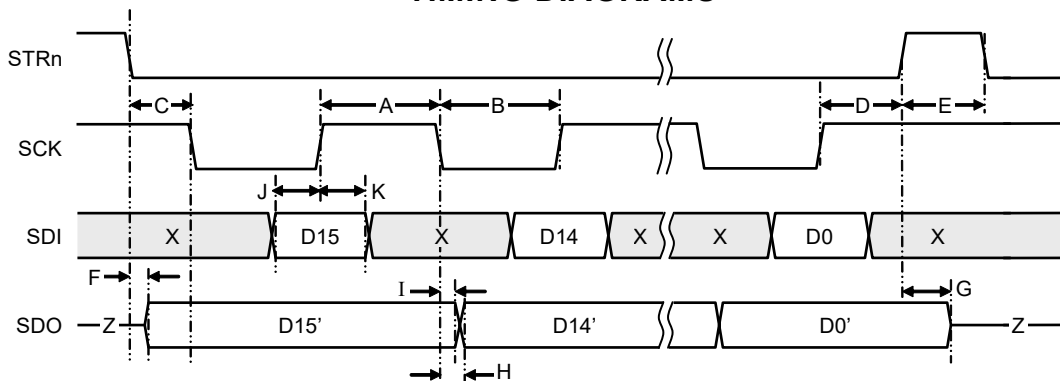 TIMING DIAGRAMS
STRn
C A B D E
SCK
J K
SDI X D15 X D14 X X D0 X
F I G
SDO Z D15' D14' D0' Z
H